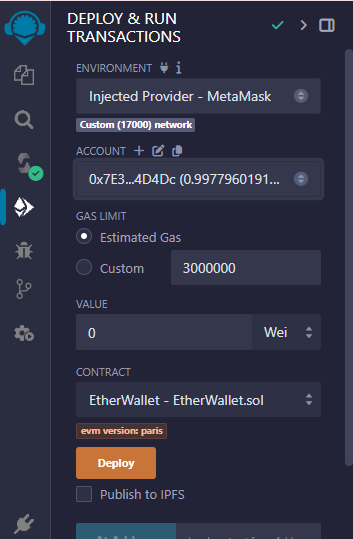 DEPLOY & RUN
TRANSACTIONS
ENVIRONMENT
Injected Provider - MetaMask
Custom (17000) network
ACCOUNT
0x7E3...4D4Dc (0.9977960191...
GAS LIMIT
Estimated Gas
Custom
3000000
VALUE
0
Wei
CONTRACT
EtherWallet - EtherWallet.sol
evm version: paris
Deploy
Publish to IPFS